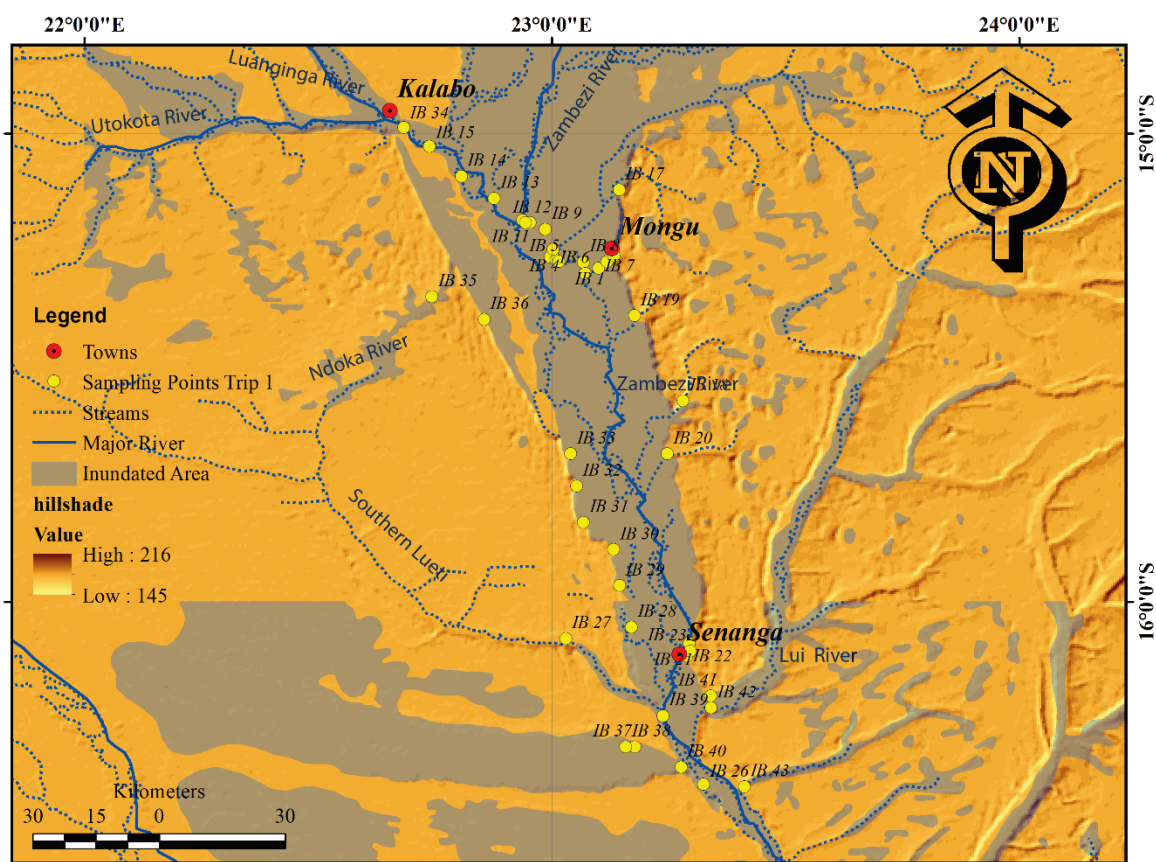 22°0'0"E
23°0'0"E
24°0'0"E
Luanginga River
Kalabo
Zambezi River
IB 34
Utokota River
IB 15
15°0'0"S
IB 14
IB 17
IB 13
N
IB 12
IB 9
IB 11
Mongu
IB 5
IB 4
IB 6
IB 7
IB 1
IB 35
IB 36
IB 19
Legend
Towns
Sampling Points Trip 1
Streams
Major River
Inundated Area
hillshade
Value
High : 216
Low : 145
Ndoka River
Zambezi River
IB 33
IB 20
IB 32
Southern Lueti
IB 31
IB 30
IB 29
16°0'0"S
IB 28
IB 27
IB 23
Senanga
IB 22
Lui River
IB 41
IB 42
IB 39
IB 37
IB 38
IB 40
IB 26
IB 43
Kilometers
30 15 0 30